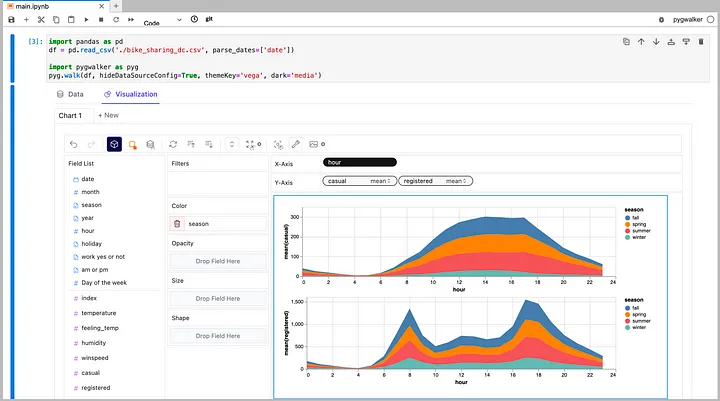 main.ipynb
Code
git
pygwalker
[3]: import pandas as pd
df = pd.read_csv('./bike_sharing_dc.csv', parse_dates=['date'])
import pygwalker as pyg
pyg.walk(df, hideDataSourceConfig=True, themeKey='vega', dark='media')
Data Visualization
Chart 1 + New
Field List
date
month
season
year
hour
holiday
work yes or not
am or pm
Day of the week
index
temperature
feeling_temp
humidity
winspeed
casual
registered
Filters
Color
season
Opacity
Drop Field Here
Size
Drop Field Here
Shape
Drop Field Here
X-Axis hour
Y-Axis casual mean registered mean
mean(casual)
300
200
100
0
0 2 4 6 8 10 12 14 16 18 20 22 24
hour
season
fall
spring
summer
winter
mean(registered)
1,500
1,000
500
0
0 2 4 6 8 10 12 14 16 18 20 22 24
hour
season
fall
spring
summer
winter